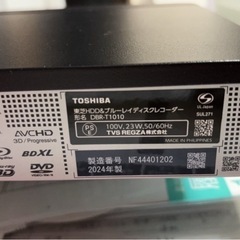 TOSHIBA
東芝HDD&ブルーレイディスクレコーダー
形名 DBR-T1010
PS
E
100V, 23W, 50/60Hz
TVS REGZA株式会社
UL Japan
SUL271
MADE IN PHILIPPINES
AVCHD
3D/Progressive
BDXL
DVD
製造番号 NF44401202
2024年製